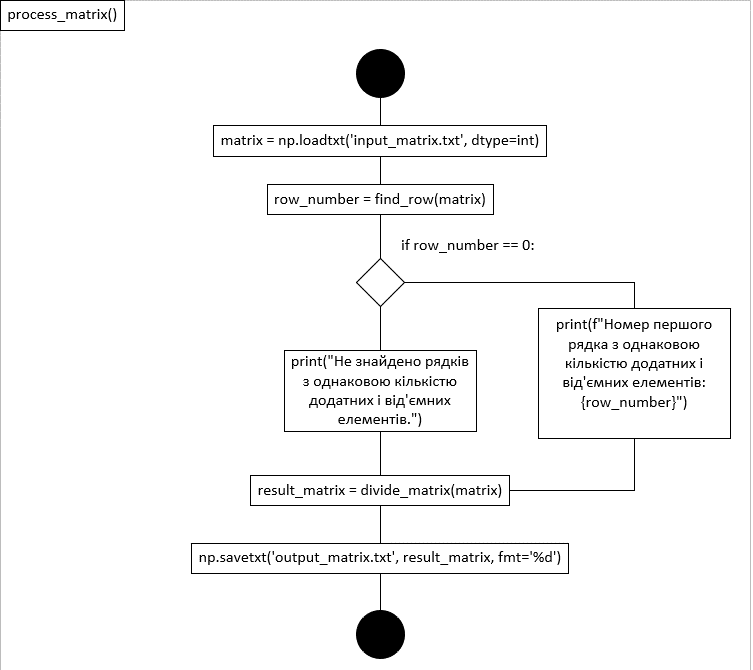 process_matrix()
matrix = np.loadtxt('input_matrix.txt', dtype=int)
row_number = find_row(matrix)
if row_number == 0:
print("Не знайдено рядків
з однаковою кількістю
додатних і від'ємних
елементів.")
print(f"Номер першого
рядка з однаковою
кількістю додатних і
від'ємних елементів:
{row_number}")
result_matrix = divide_matrix(matrix)
np.savetxt('output_matrix.txt', result_matrix, fmt='%d')